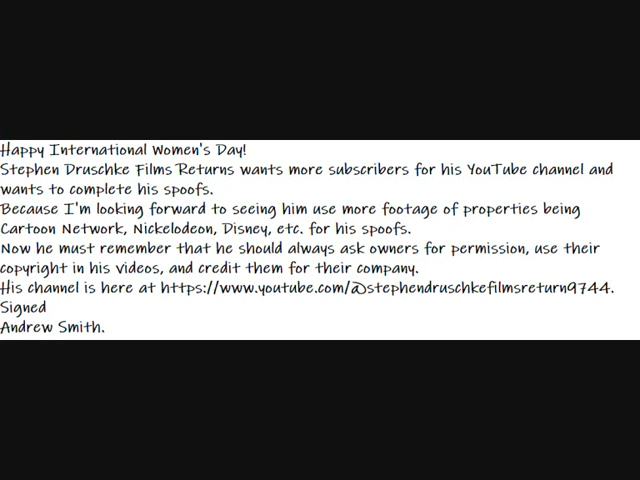 Happy International Women's Day!
Stephen Druschke Films Returns wants more subscribers for his YouTube channel and
wants to complete his spoofs.
Because I'm looking forward to seeing him use more footage of properties being
Cartoon Network, Nickelodeon, Disney, etc. for his spoofs.
Now he must remember that he should always ask owners for permission, use their
copyright in his videos, and credit them for their company.
His channel is here at https://www.youtube.com/@stephendruschkefilmsreturn9744.
Signed
Andrew Smith.